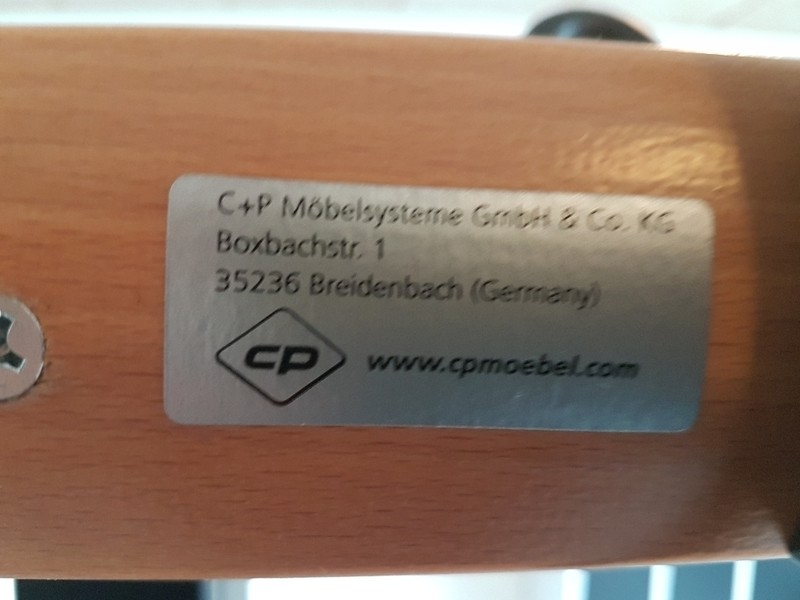 C+P Möbelsysteme GmbH & Co. KG
Boxbachstr. 1
35236 Breidenbach (Germany)
cp www.cpmoebel.com